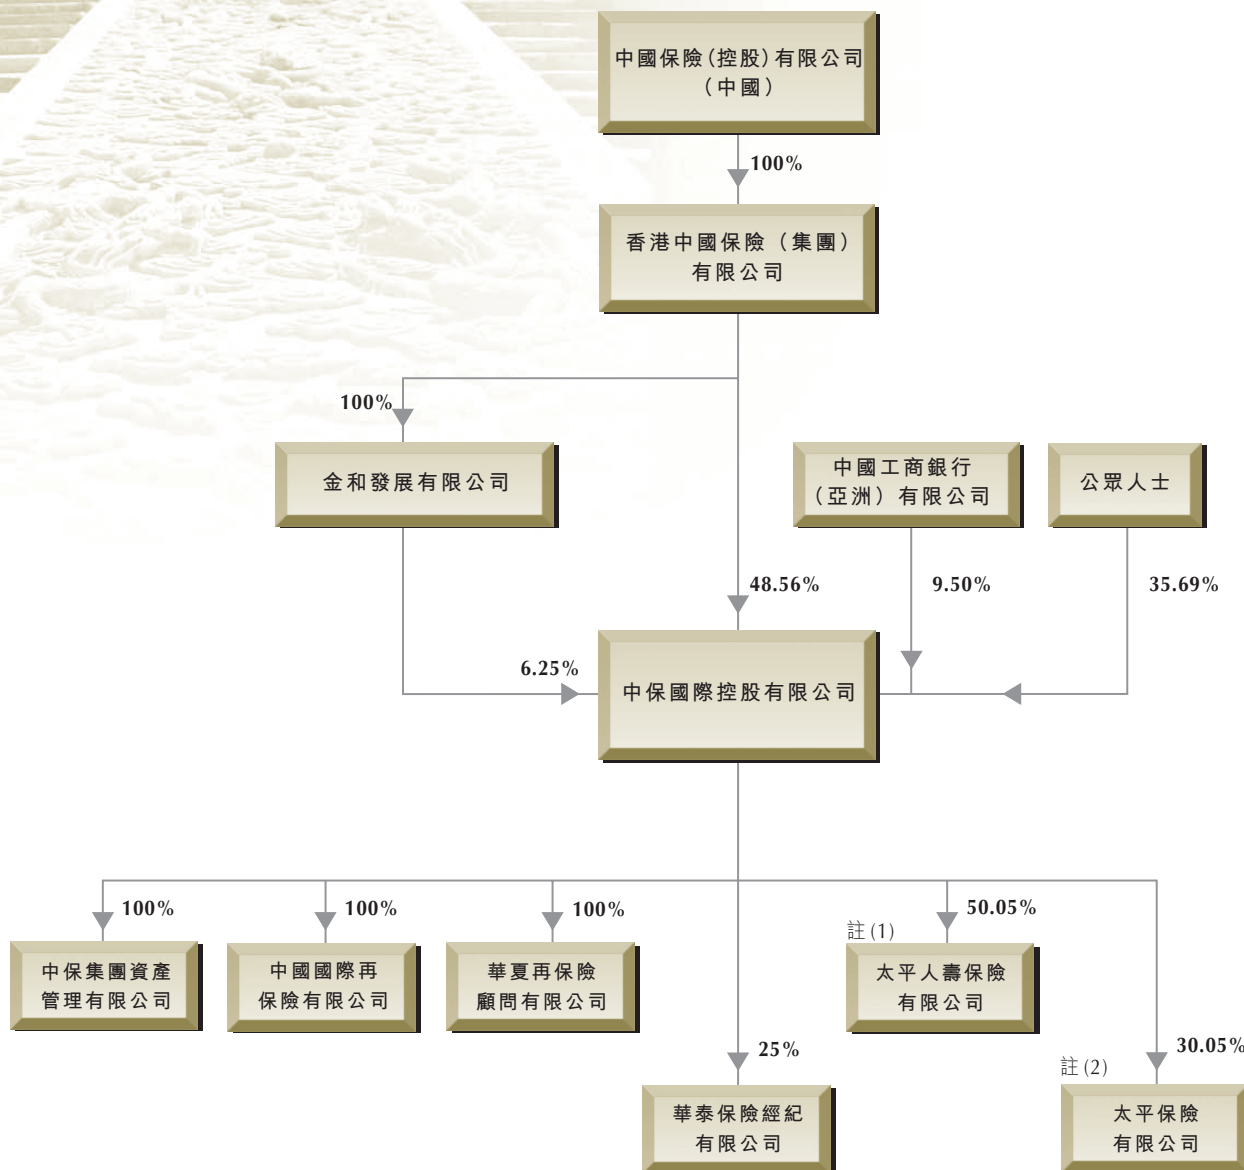 中國保險(控股)有限公司
（中國）
100%
香港中國保險（集團）
有限公司
100%
金和發展有限公司
中國工商銀行
（亞洲）有限公司
公眾人士
48.56%
9.50%
35.69%
6.25%
中保國際控股有限公司
100%
100%
100%
50.05%
註(1)
中保集團資產
管理有限公司
中國國際再
保險有限公司
華夏再保險
顧問有限公司
太平人壽保險
有限公司
25%
30.05%
註(2)
華泰保險經紀
有限公司
太平保險
有限公司